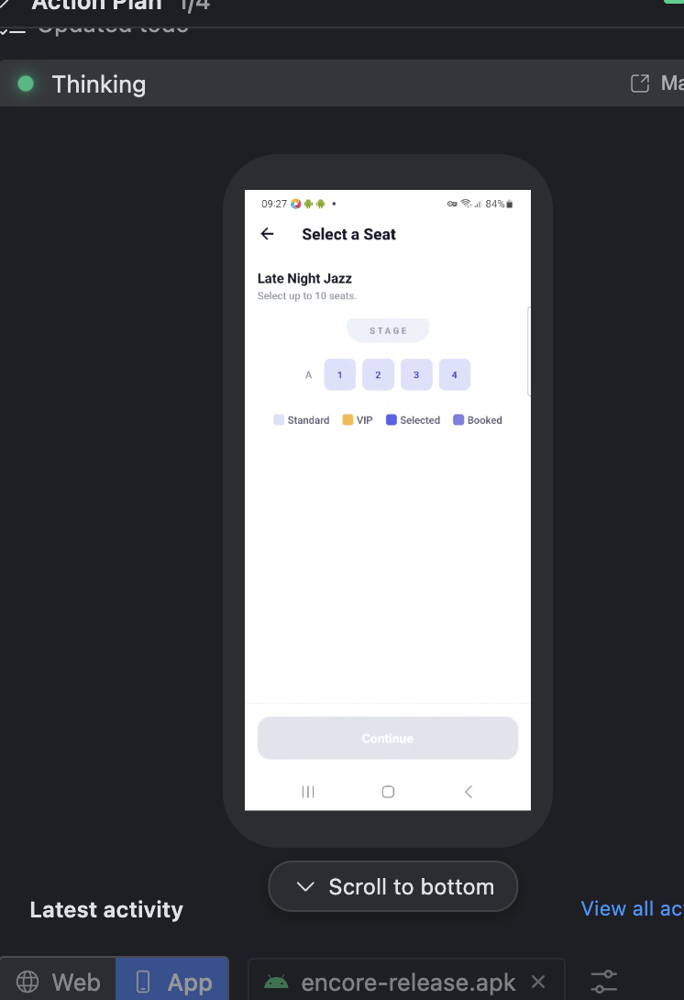 Action Plan 1/4
Updated todo
Thinking
09:27
84%
Select a Seat
Late Night Jazz
Select up to 10 seats.
STAGE
A 1 2 3 4
Standard VIP Selected Booked
Continue
Scroll to bottom
Latest activity
View all
Web App encore-release.apk